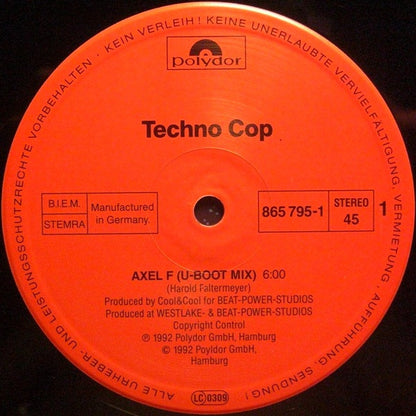 ALLE URHEBER- UND LEISTUNGSSCHUTZRECHTE VORBEHALTEN · KEIN VERLEIH! KEINE UNERLAUBTE VERVIELFÄLTIGUNG, VERMIETUNG, AUFFÜHRUNG, SENDUNG!
polydor
Techno Cop
B.I.E.M.
STEMRA
Manufactured
in Germany.
865 795-1
STEREO
45
1
AXEL F (U-BOOT MIX) 6:00
(Harold Faltermeyer)
Produced by Cool&Cool for BEAT-POWER-STUDIOS
Produced at WESTLAKE- & BEAT-POWER-STUDIOS
Copyright Control
℗ 1992 Polydor GmbH, Hamburg
© 1992 Poyldor GmbH,
Hamburg
LC 0309